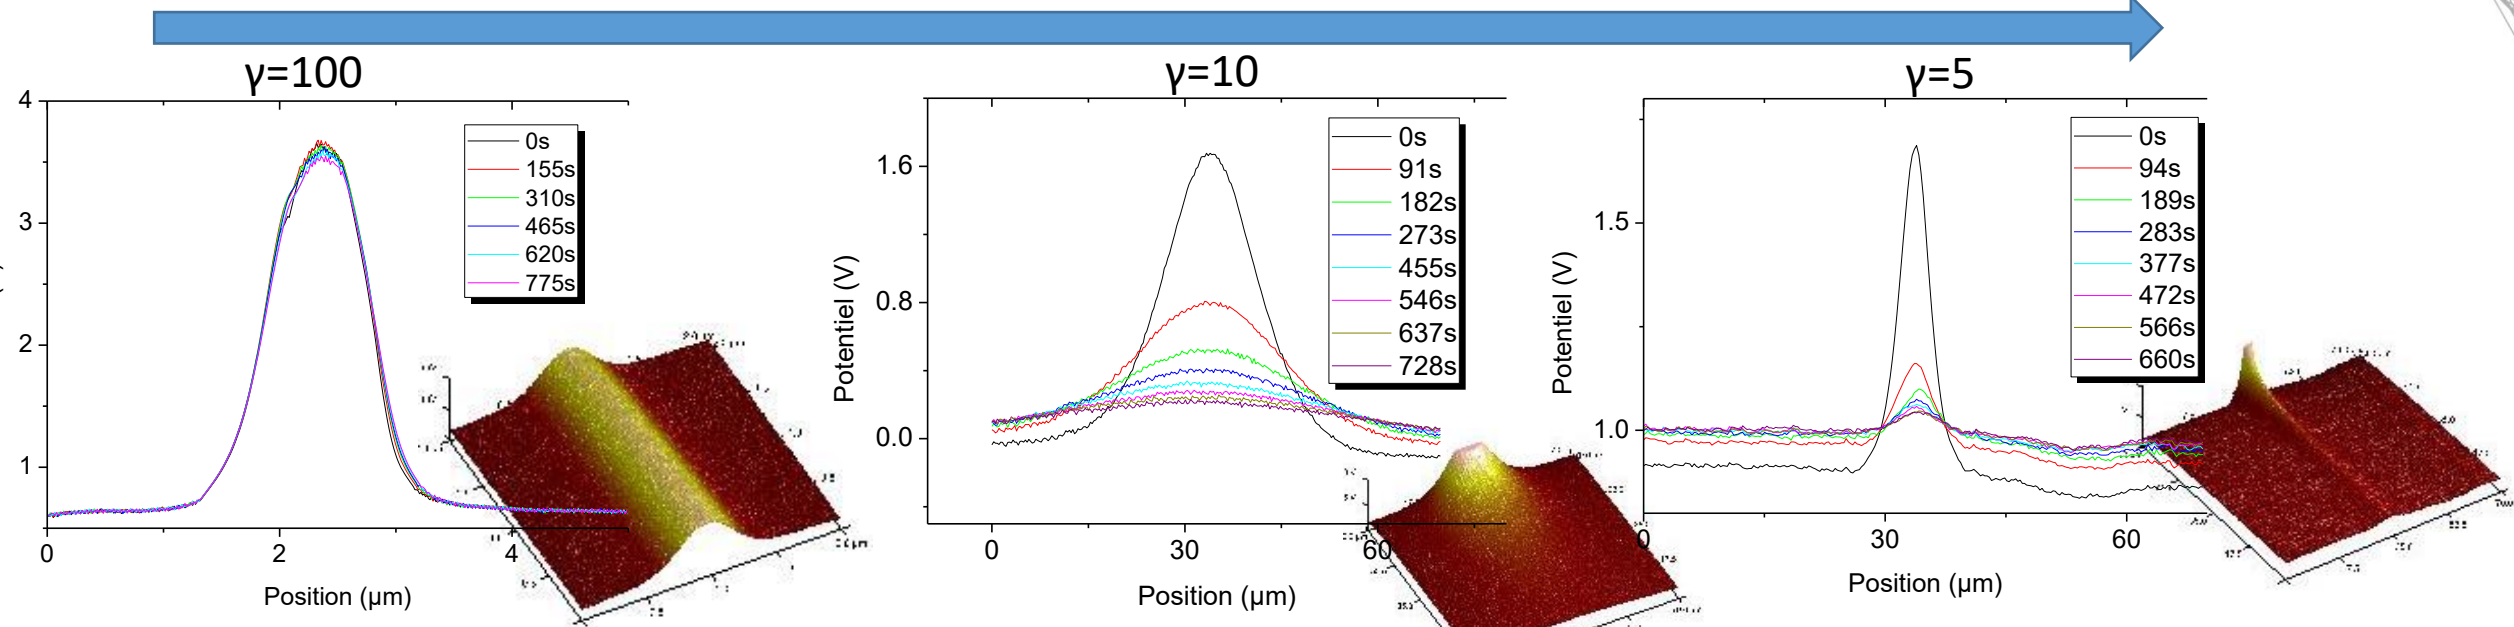 γ=100
γ=10
γ=5
4
3
2
1
0
2
4
Position (µm)
0s
155s
310s
465s
620s
775s
Potentiel (V)
1.6
0.8
0.0
0
30
60
Position (µm)
0s
91s
182s
273s
455s
546s
637s
728s
Potentiel (V)
1.5
1.0
0
30
60
Position (µm)
0s
94s
189s
283s
377s
472s
566s
660s